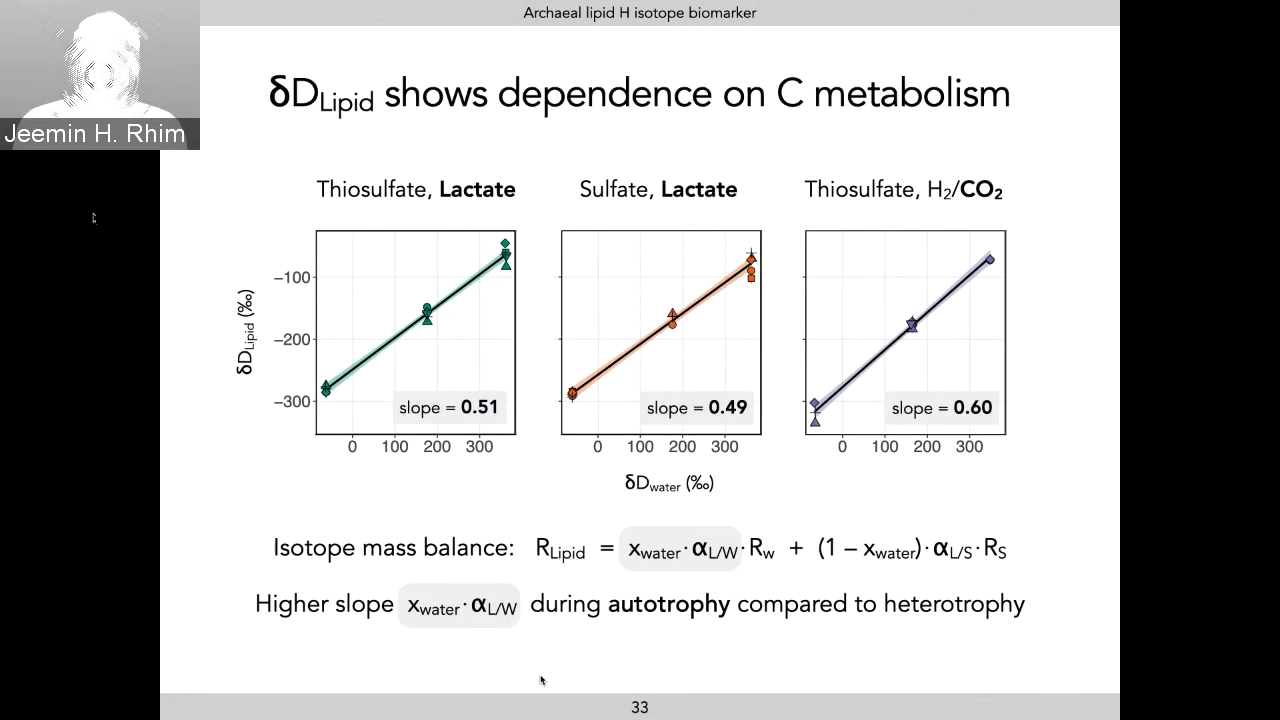 Archaeal lipid H isotope biomarker
Jeemin H. Rhim
δD_Lipid shows dependence on C metabolism
Thiosulfate, Lactate
Sulfate, Lactate
Thiosulfate, H₂/CO₂
δD_Lipid (‰)
−100
−200
−300
slope = 0.51
slope = 0.49
slope = 0.60
0 100 200 300
0 100 200 300
0 100 200 300
δD_water (‰)
Isotope mass balance: R_Lipid = x_water · α_L/W · R_w + (1 – x_water) · α_L/S · R_S
Higher slope x_water · α_L/W during autotrophy compared to heterotrophy
33